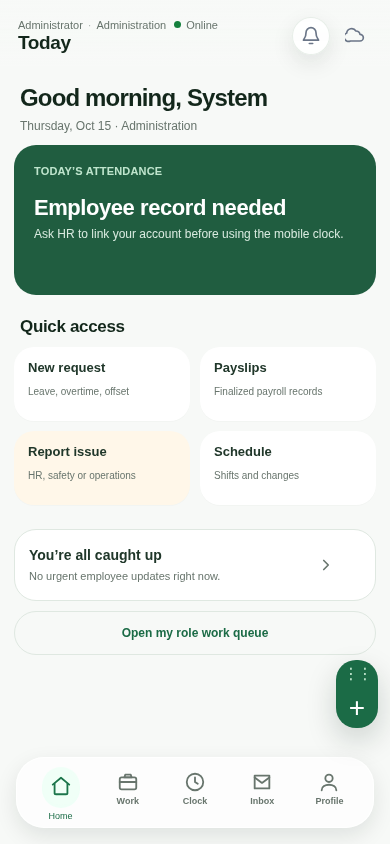 Administrator · Administration Online
Today
Good morning, System
Thursday, Oct 15 · Administration
TODAY'S ATTENDANCE
Employee record needed
Ask HR to link your account before using the mobile clock.
Quick access
New request
Leave, overtime, offset
Payslips
Finalized payroll records
Report issue
HR, safety or operations
Schedule
Shifts and changes
You’re all caught up
No urgent employee updates right now.
Open my role work queue
Home
Work
Clock
Inbox
Profile